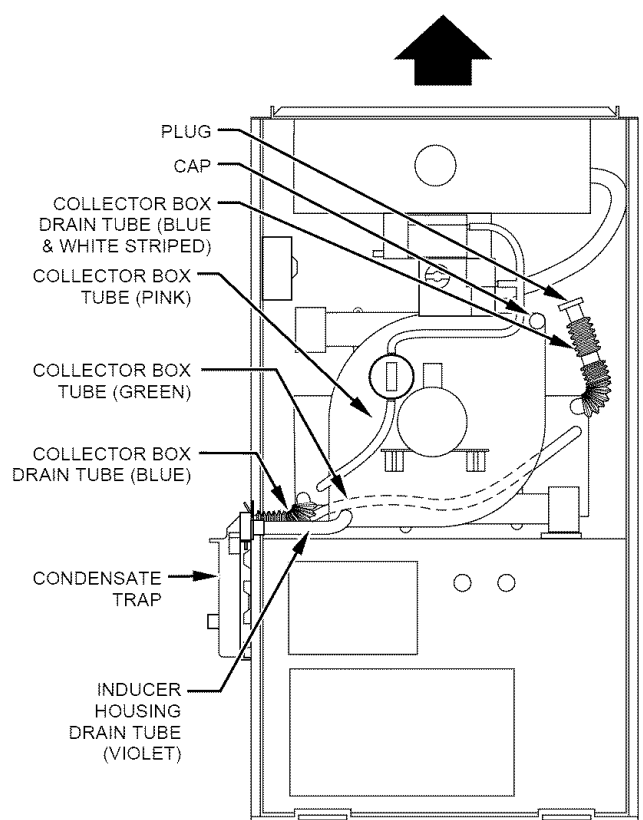 PLUG
CAP
COLLECTOR BOX
DRAIN TUBE (BLUE
& WHITE STRIPED)
COLLECTOR BOX
TUBE (PINK)
COLLECTOR BOX
TUBE (GREEN)
COLLECTOR BOX
DRAIN TUBE (BLUE)
CONDENSATE
TRAP
INDUCER
HOUSING
DRAIN TUBE
(VIOLET)